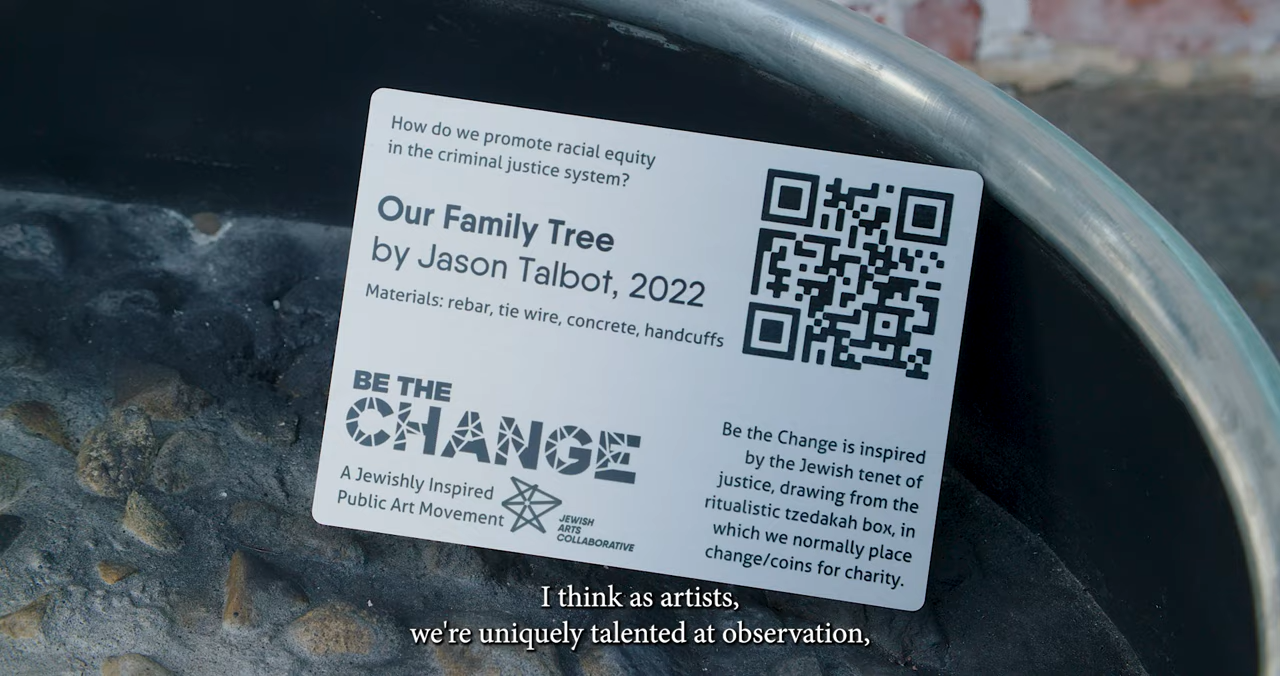 How do we promote racial equity
in the criminal justice system?
Our Family Tree
by Jason Talbot, 2022
Materials: rebar, tie wire, concrete, handcuffs
BE THE
CHANGE
A Jewishly Inspired
Public Art Movement
JEWISH
ARTS
COLLABORATIVE
Be the Change is inspired
by the Jewish tenet of
justice, drawing from the
ritualistic tzedakah box, in
which we normally place
change/coins for charity.
I think as artists,
we're uniquely talented at observation,